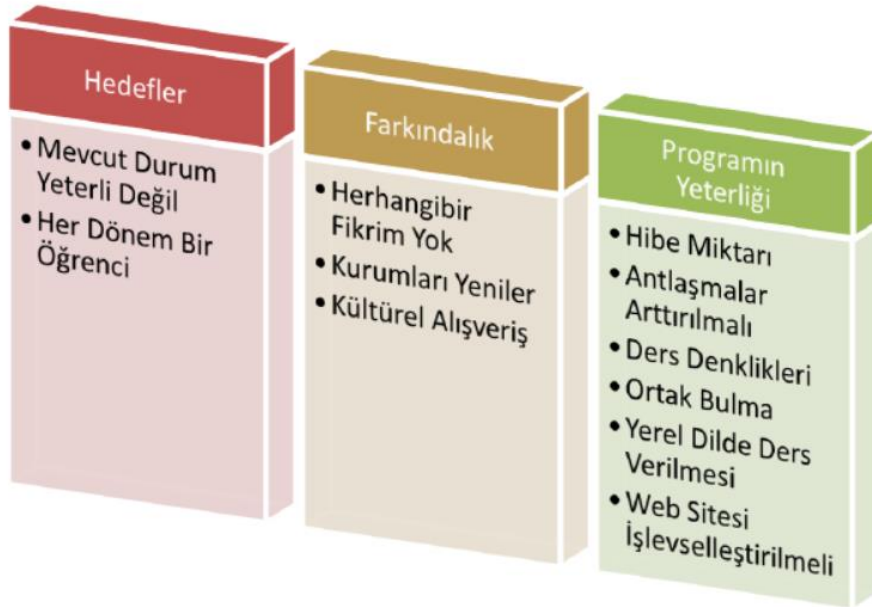 Hedefler
• Mevcut Durum
Yeterli Değil
• Her Dönem Bir
Öğrenci
Farkındalık
• Herhangibir
Fikrim Yok
• Kurumları Yeniler
• Kültürel Alışveriş
Programın
Yeterliği
• Hibe Miktarı
• Antlaşmalar
Arttırılmalı
• Ders Denklikleri
• Ortak Bulma
• Yerel Dilde Ders
Verilmesi
• Web Sitesi
İşlevselleştirilmeli